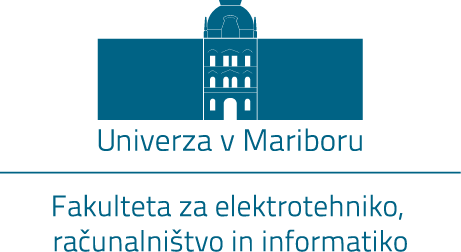 Univerza v Mariboru
Fakulteta za elektrotehniko,
računalništvo in informatiko